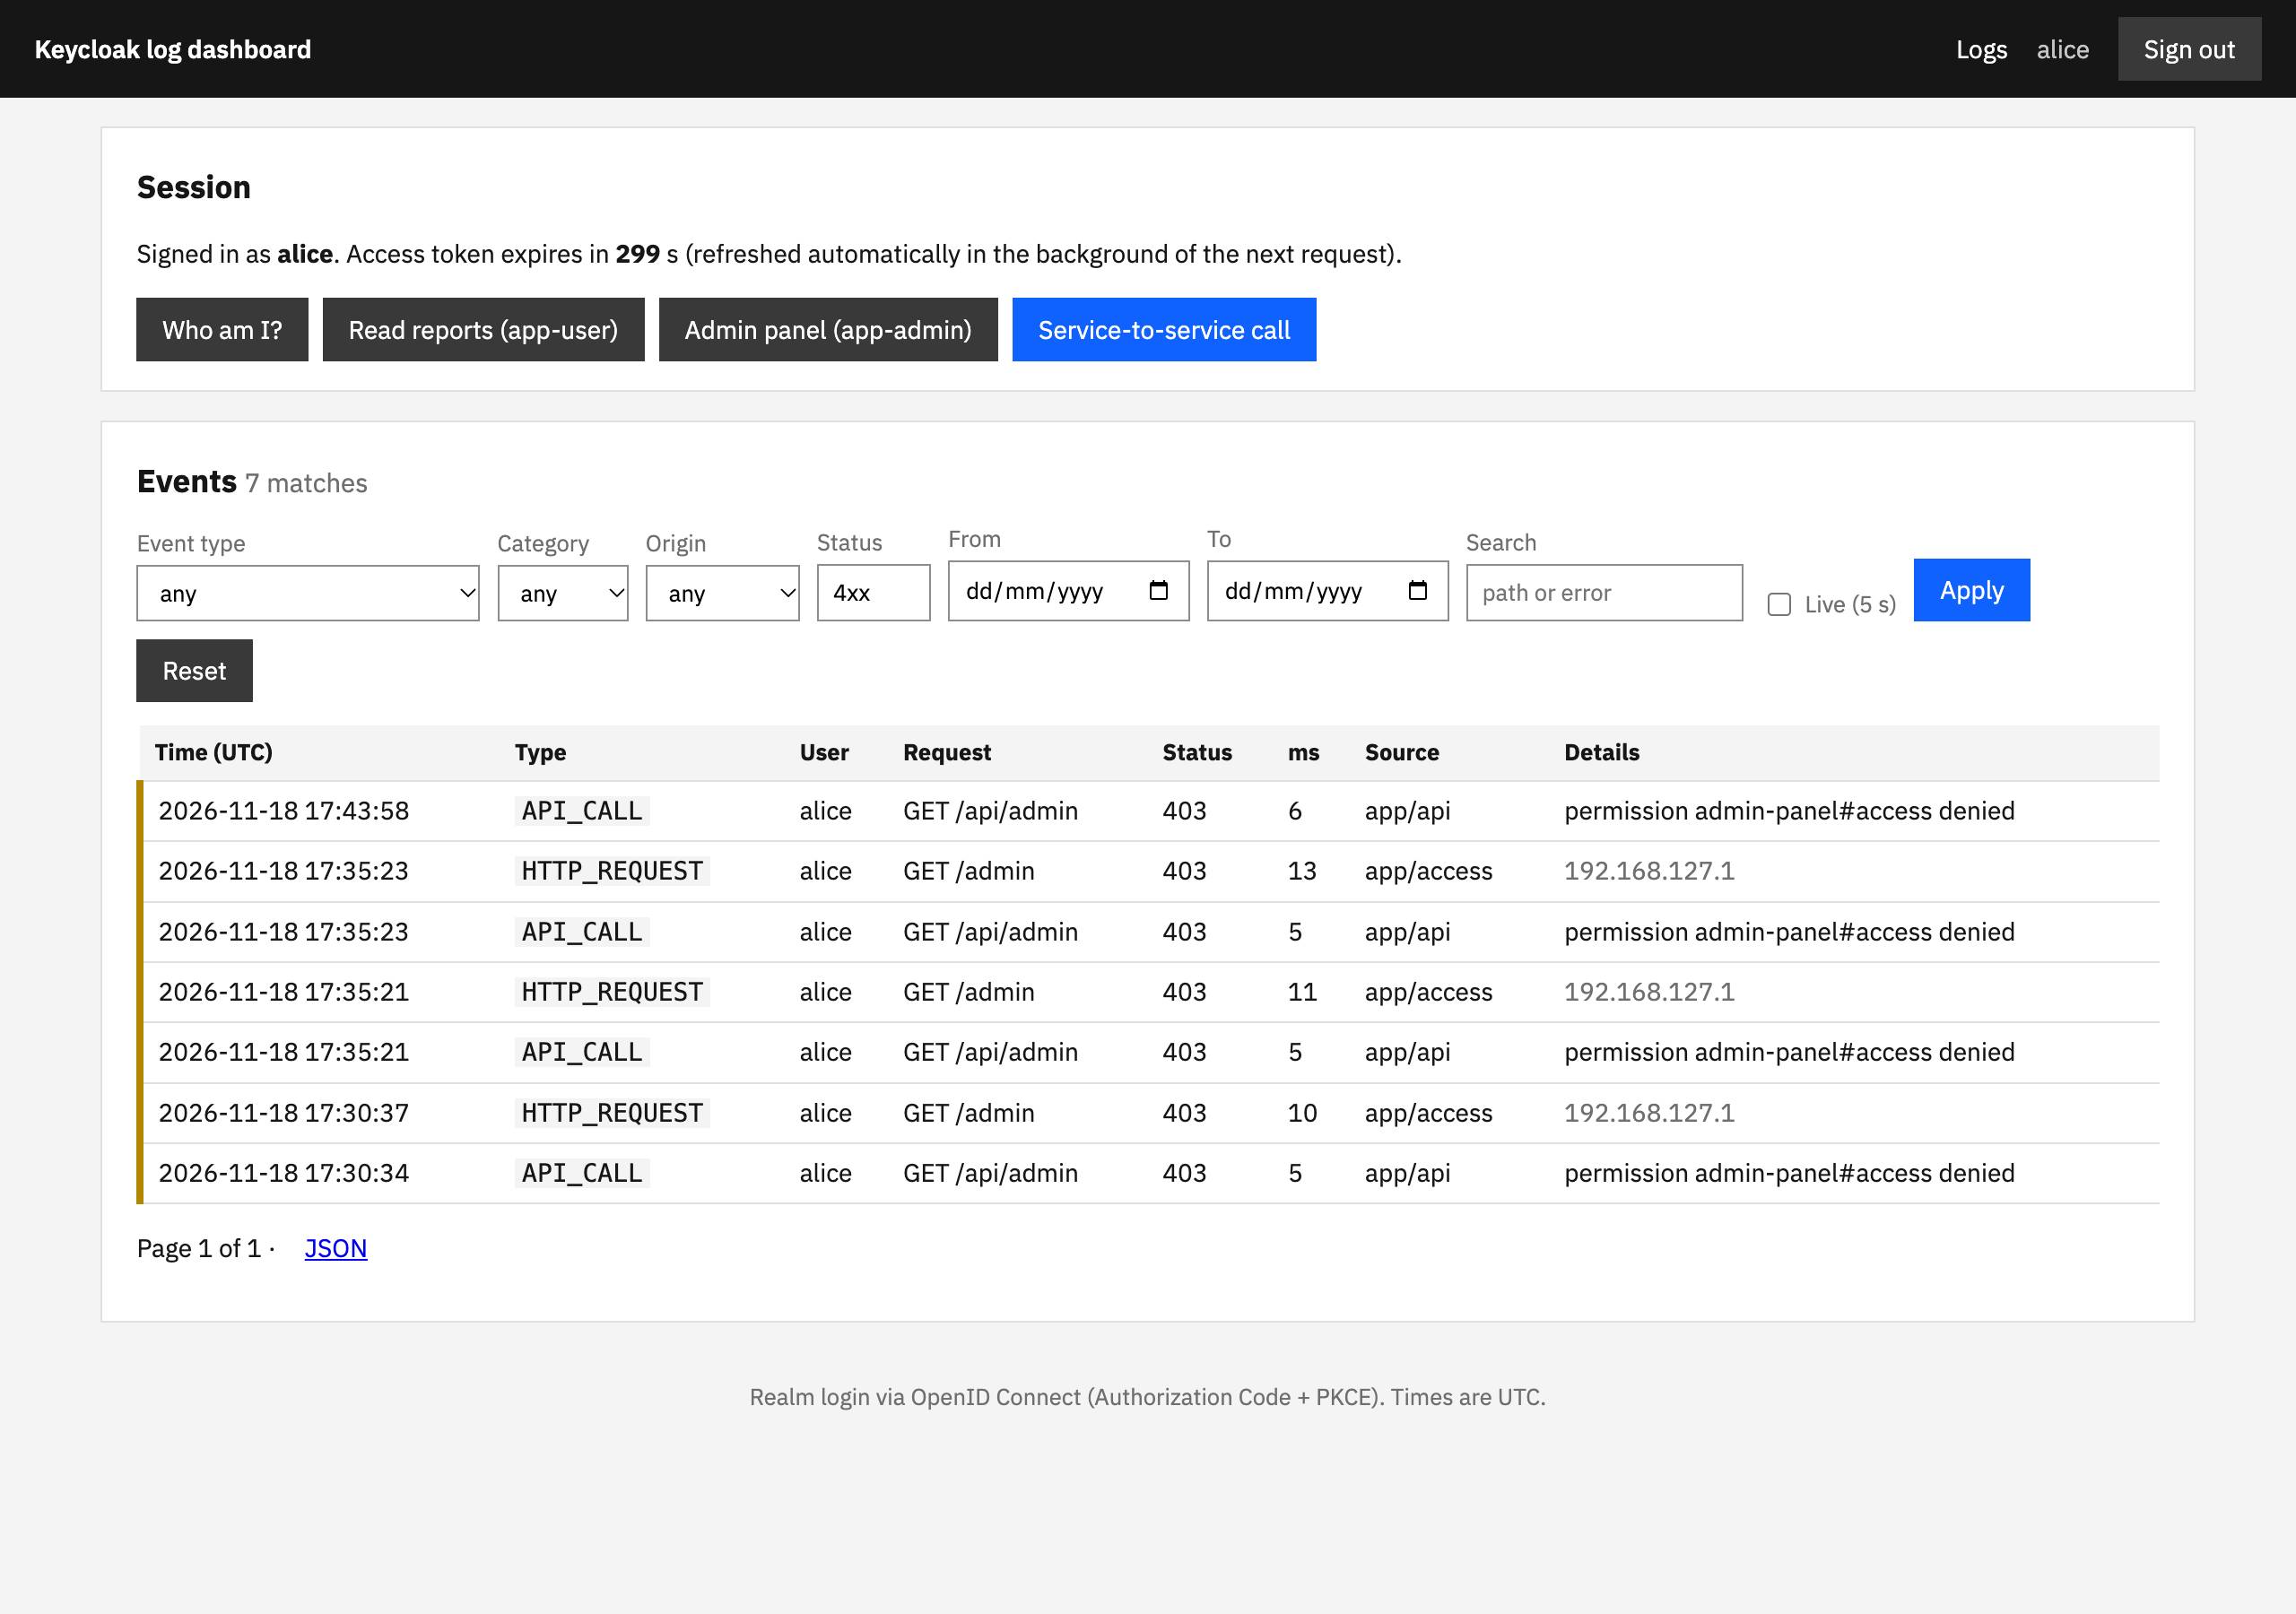 Keycloak log dashboard Logs alice Sign out
Session
Signed in as alice. Access token expires in 299 s (refreshed automatically in the background of the next request).
Who am I? Read reports (app-user) Admin panel (app-admin) Service-to-service call
Events 7 matches
Event type Category Origin Status From To Search
any any any 4xx dd/mm/yyyy dd/mm/yyyy path or error Live (5 s) Apply
Reset
Time (UTC) Type User Request Status ms Source Details
2026-11-18 17:43:58 API_CALL alice GET /api/admin 403 6 app/api permission admin-panel#access denied
2026-11-18 17:35:23 HTTP_REQUEST alice GET /admin 403 13 app/access 192.168.127.1
2026-11-18 17:35:23 API_CALL alice GET /api/admin 403 5 app/api permission admin-panel#access denied
2026-11-18 17:35:21 HTTP_REQUEST alice GET /admin 403 11 app/access 192.168.127.1
2026-11-18 17:35:21 API_CALL alice GET /api/admin 403 5 app/api permission admin-panel#access denied
2026-11-18 17:30:37 HTTP_REQUEST alice GET /admin 403 10 app/access 192.168.127.1
2026-11-18 17:30:34 API_CALL alice GET /api/admin 403 5 app/api permission admin-panel#access denied
Page 1 of 1 · JSON
Realm login via OpenID Connect (Authorization Code + PKCE). Times are UTC.